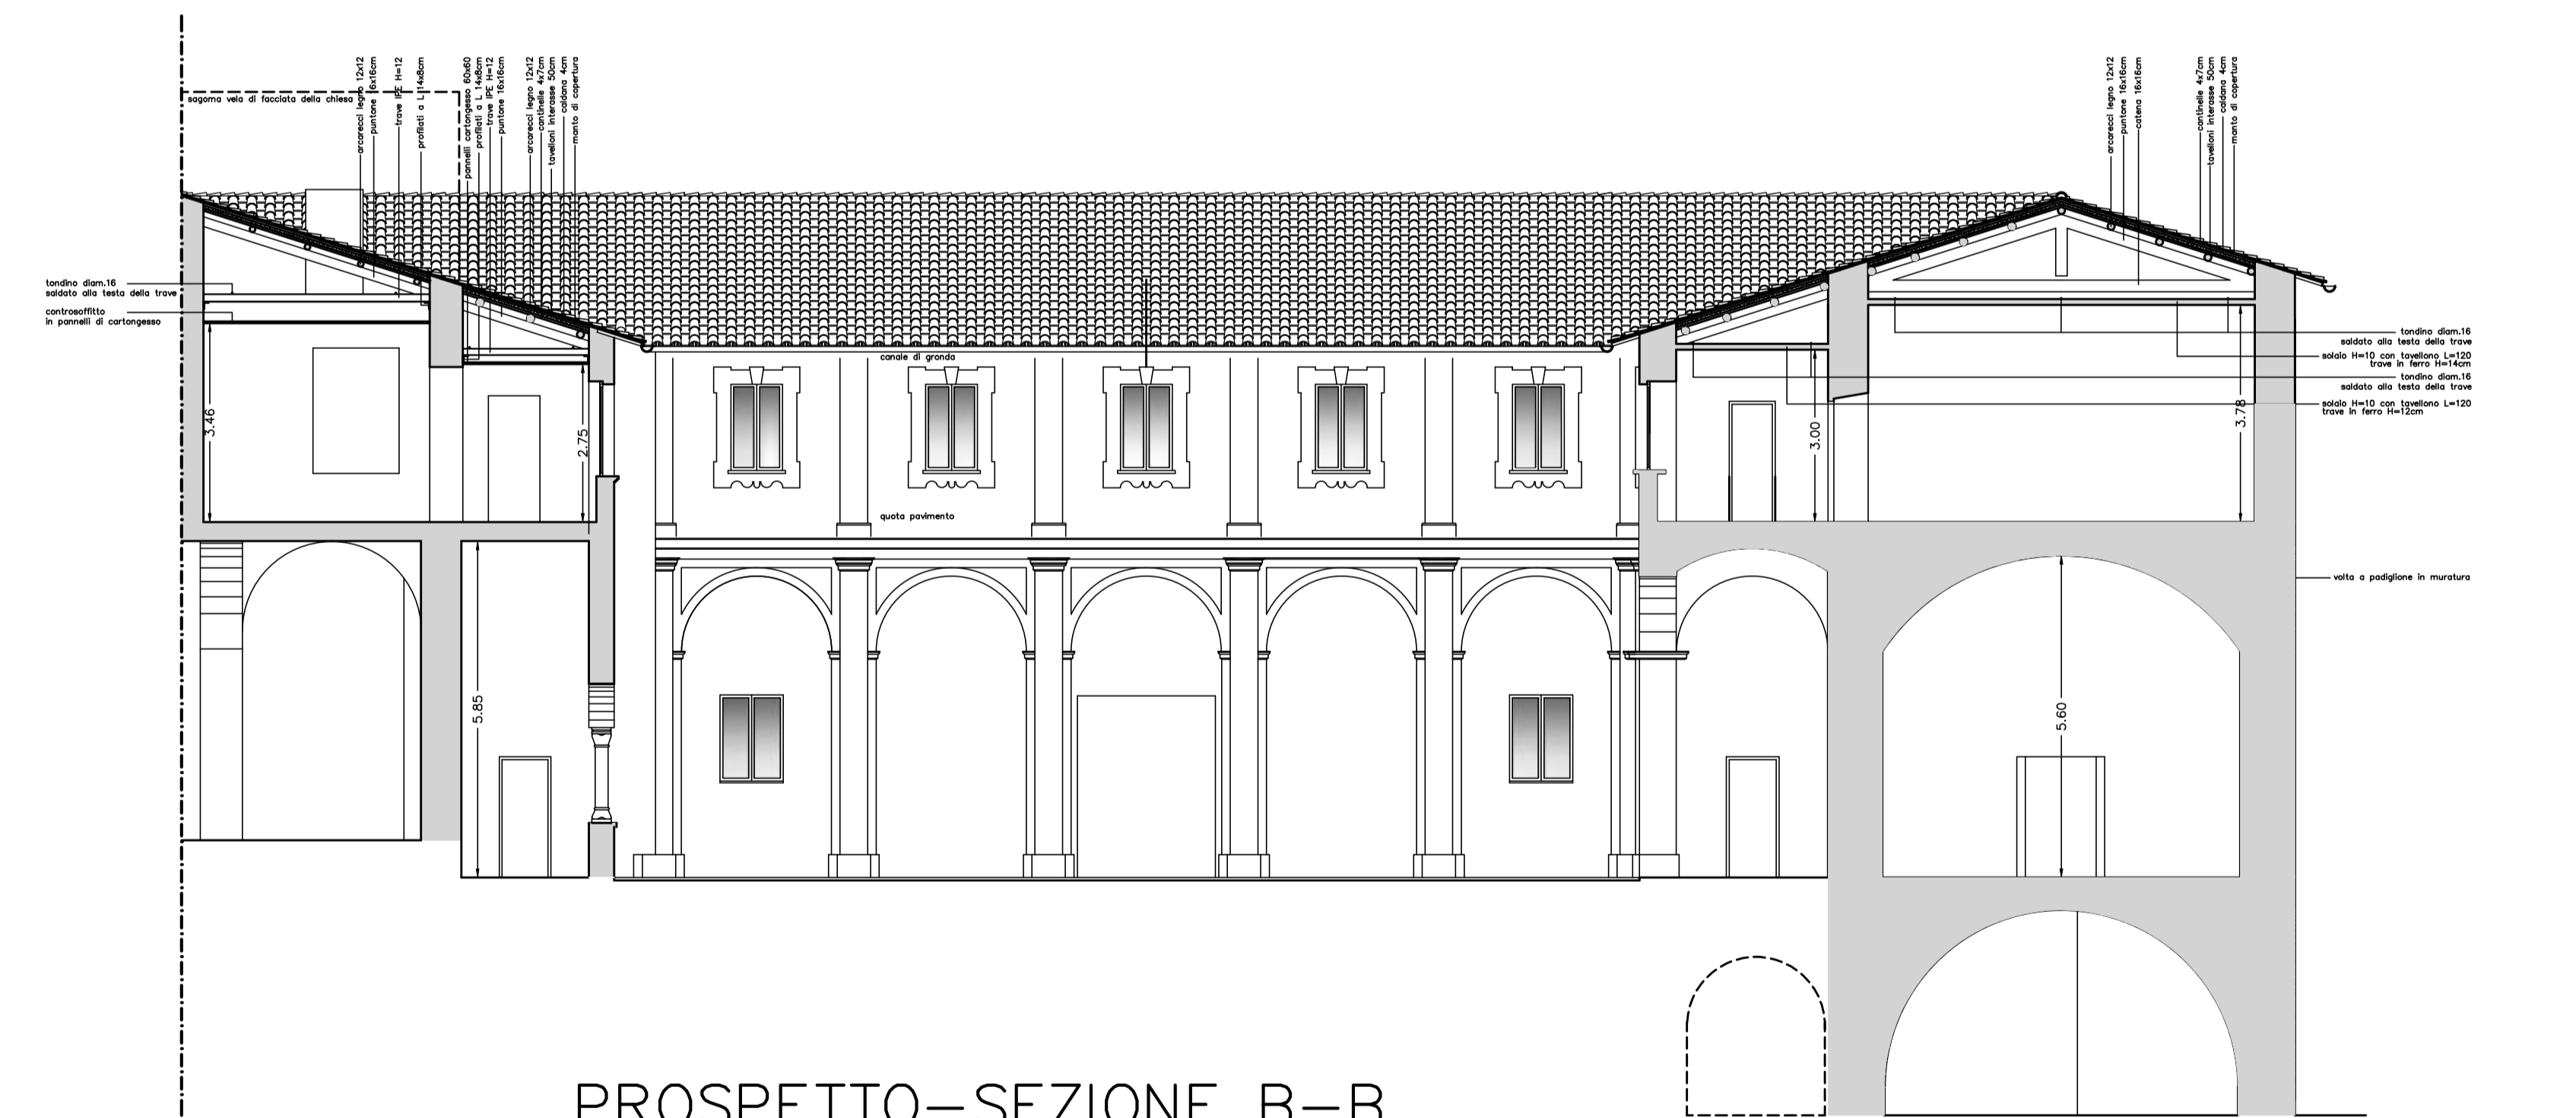 sagoma vela di facciata della chiesa
arcarecci legno 12x12
puntone 16x16cm
trave IPE H=12
profilati a L 14x8cm
pannelli cartongesso 60x60
profilati a L 14x8cm
trave IPE H=12
puntone 16x16cm
arcarecci legno 12x12
cantinelle 4x7cm
tavelloni interasse 50cm
caldana 4cm
manto di copertura
arcarecci legno 12x12
puntone 16x16cm
catena 16x16cm
cantinelle 4x7cm
tavelloni interasse 50cm
caldana 4cm
manto di copertura
tondino diam.16
saldato alla testa della trave
controsoffitto
in pannelli di cartongesso
canale di gronda
quota pavimento
tondino diam.16
saldato alla testa della trave
solaio H=10 con tavellono L=120
trave in ferro H=14cm
tondino diam.16
saldato alla testa della trave
solaio H=10 con tavellono L=120
trave in ferro H=12cm
3.46
2.75
3.00
3.78
volta a padiglione in muratura
5.85
5.60
PROSPETTO-SEZIONE B-B